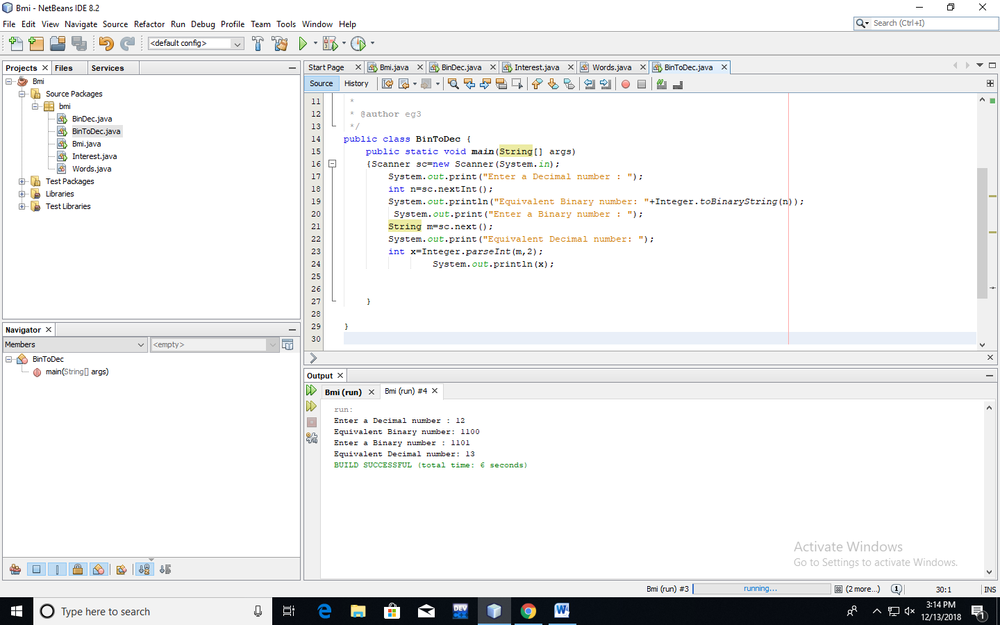 Bmi - NetBeans IDE 8.2
File Edit View Navigate Source Refactor Run Debug Profile Team Tools Window Help
Search (Ctrl+I)
<default config>
Projects
Files
Services
Bmi
Source Packages
bmi
BinDec.java
BinToDec.java
Bmi.java
Interest.java
Words.java
Test Packages
Libraries
Test Libraries
Navigator
Members
<empty>
BinToDec
main(String[] args)
Start Page
Bmi.java
BinDec.java
Interest.java
Words.java
BinToDec.java
Source
History
11 *
12 * @author eg3
13 */
14 public class BinToDec {
15 public static void main(String[] args)
16 {Scanner sc=new Scanner(System.in);
17 System.out.print("Enter a Decimal number : ");
18 int n=sc.nextInt();
19 System.out.println("Equivalent Binary number: "+Integer.toBinaryString(n));
20 System.out.print("Enter a Binary number : ");
21 String m=sc.next();
22 System.out.print("Equivalent Decimal number: ");
23 int x=Integer.parseInt(m,2);
24 System.out.println(x);
25
26
27 }
28
29 }
30
Output
Bmi (run)
Bmi (run) #4
run:
Enter a Decimal number : 12
Equivalent Binary number: 1100
Enter a Binary number : 1101
Equivalent Decimal number: 13
BUILD SUCCESSFUL (total time: 6 seconds)
Activate Windows
Go to Settings to activate Windows.
Bmi (run) #3
running...
(2 more...)
1
30:1
INS
Type here to search
DEV
3:14 PM
12/13/2018
1